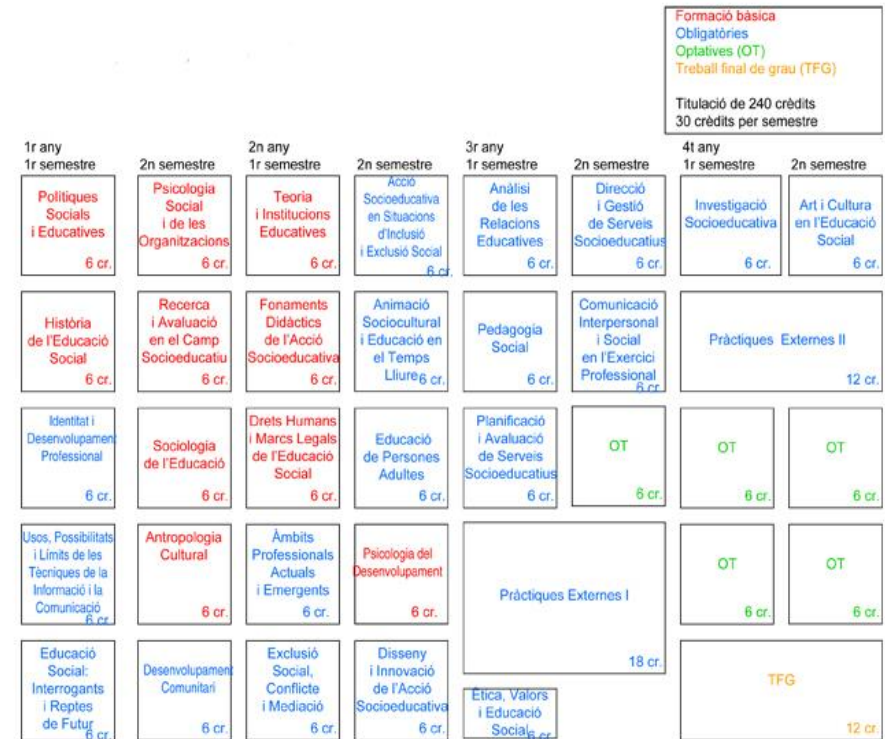 Formació bàsica
Obligatóries
Optatives (OT)
Treball final de grau (TFG)
Titulació de 240 crèdits
30 crèdits per semestre
1r any
1r semestre
2n semestre
2n any
1r semestre
2n semestre
3r any
1r semestre
2n semestre
4t any
1r semestre
2n semestre
Polítiques
Socials
i Educatives
6 cr.
Psicologia
Social
i de les
Organitzacions
6 cr.
Teoria
i Institucions
Educatives
6 cr.
Acció
Socioeducativa
en Situacions
d'Inclusió
i Exclusió Social
6 cr.
Anàlisi
de les
Relacions
Educatives
6 cr.
Direcció
i Gestió
de Serveis
Socioeducatius
6 cr.
Investigació
Socioeducativa
6 cr.
Art i Cultura
en l'Educació
Social
6 cr.
Història
de l'Educació
Social
6 cr.
Recerca
i Avaluació
en el Camp
Socioeducatiu
6 cr.
Fonaments
Didàctics
de l'Acció
Socioeducativa
6 cr.
Animació
Sociocultural
i Educació en
el Temps
Lliure 6 cr.
Pedagogía
Social
6 cr.
Comunicació
Interpersonal
i Social
en l'Exercici
Professional
6 cr.
Pràctiques Externes II
12 cr.
Identitat i
Desenvolupament
Professional
6 cr.
Sociología
de l'Educació
6 cr.
Drets Humans
i Marcs Legals
de l'Educació
Social
6 cr.
Educació
de Persones
Adultes
6 cr.
Planificació
i Avaluació
de Serveis
Socioeducatius
6 cr.
OT
6 cr.
OT
6 cr.
OT
6 cr.
Usos, Possibilitats
i Límits de les
Tècniques de la
Informació i la
Comunicació
6 cr.
Antropologia
Cultural
6 cr.
Àmbits
Professionals
Actuals
i Emergents
6 cr.
Psicologia del
Desenvolupament
6 cr.
Pràctiques Externes I
18 cr.
OT
6 cr.
OT
6 cr.
Educació
Social:
Interrogants
i Reptes
de Futur
6 cr.
Desenvolupament
Comunitari
6 cr.
Exclusió
Social,
Conflicte
i Mediació
6 cr.
Disseny
i Innovació
de l'Acció
Socioeducativa
6 cr.
Ètica, Valors
i Educació
Social 6 cr.
TFG
12 cr.